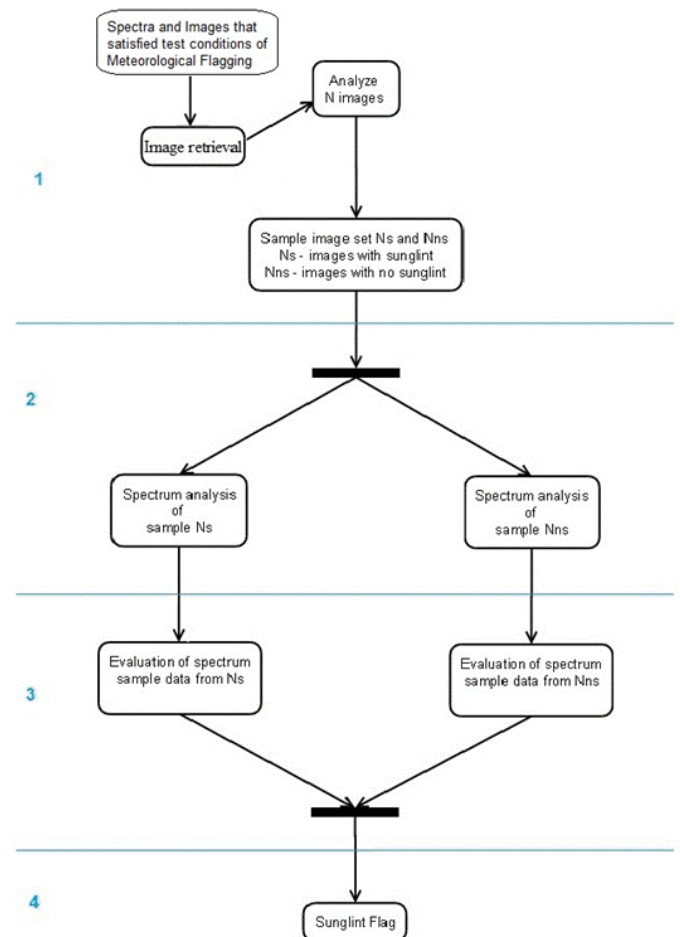 Spectra and Images that
satisfied test conditions of
Meteorological Flagging
Analyze
N images
Image retrieval
1
Sample image set Ns and Nns
Ns - images with sunglint
Nns - images with no sunglint
2
Spectrum analysis
of
sample Ns
Spectrum analysis
of
sample Nns
Evaluation of spectrum
sample data from Ns
Evaluation of spectrum
sample data from Nns
3
4
Sunglint Flag